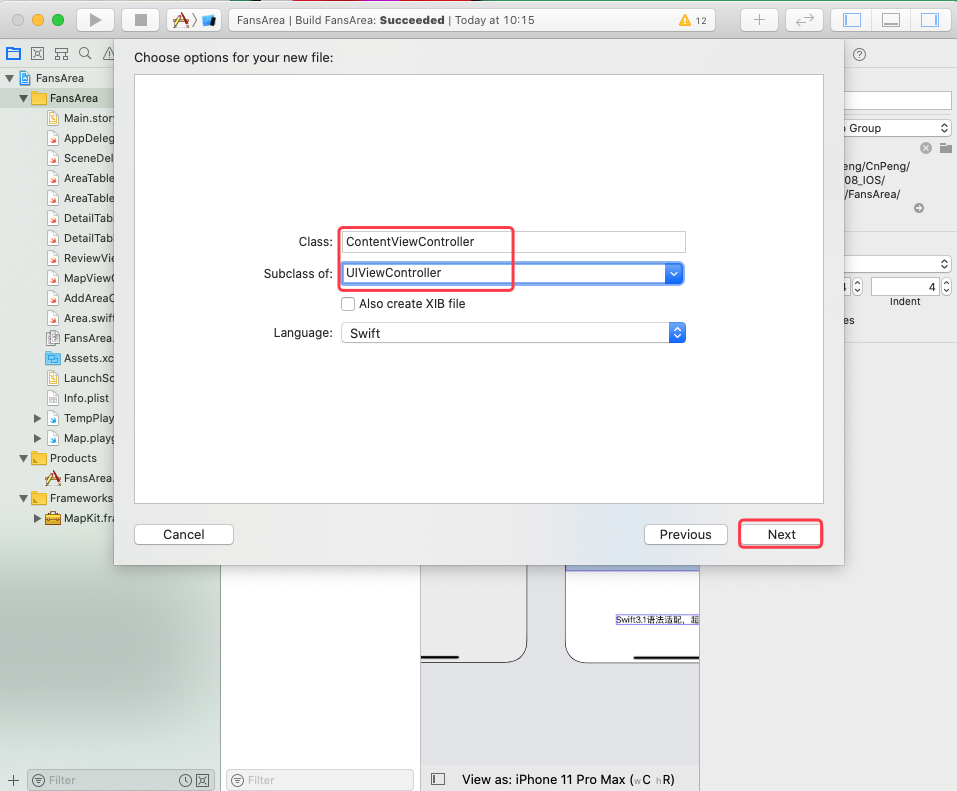 FansArea | Build FansArea: Succeeded | Today at 10:15
12
Choose options for your new file:
FansArea
FansArea
Main.story
AppDeleg
SceneDel
AreaTable
AreaTable
DetailTab
DetailTab
ReviewVie
MapViewC
AddAreaC
Area.swift
FansArea.
Assets.xc
LaunchSc
Info.plist
TempPlay
Map.playg
Products
FansArea.
Frameworks
MapKit.fra
Class:
ContentViewController
Subclass of:
UIViewController
Also create XIB file
Language:
Swift
Cancel
Previous
Next
Group
eng/CnPeng/
08_IOS/
/FansArea/
4
4
Indent
es
Swift3.1语法适配，超
Filter
Filter
View as: iPhone 11 Pro Max (wC hR)